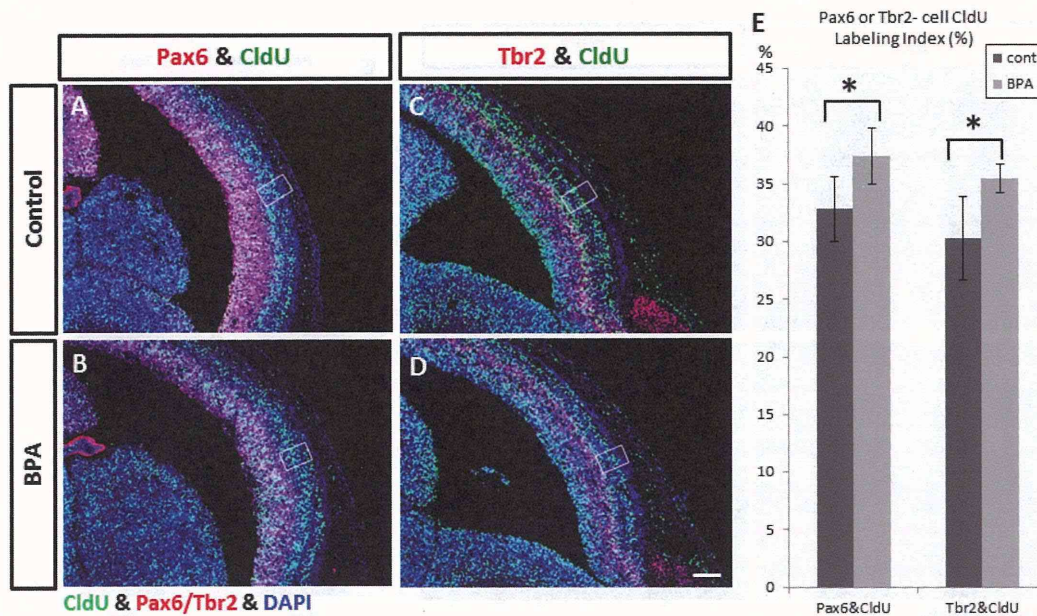 Pax6 & CldU
Tbr2 & CldU
Control
BPA
A
C
B
D
CldU & Pax6/Tbr2 & DAPI
E
Pax6 or Tbr2- cell CldU
Labeling Index (%)
%
cont
BPA
45
40
35
30
25
20
15
10
5
0
*
*
Pax6&CldU
Tbr2&CldU